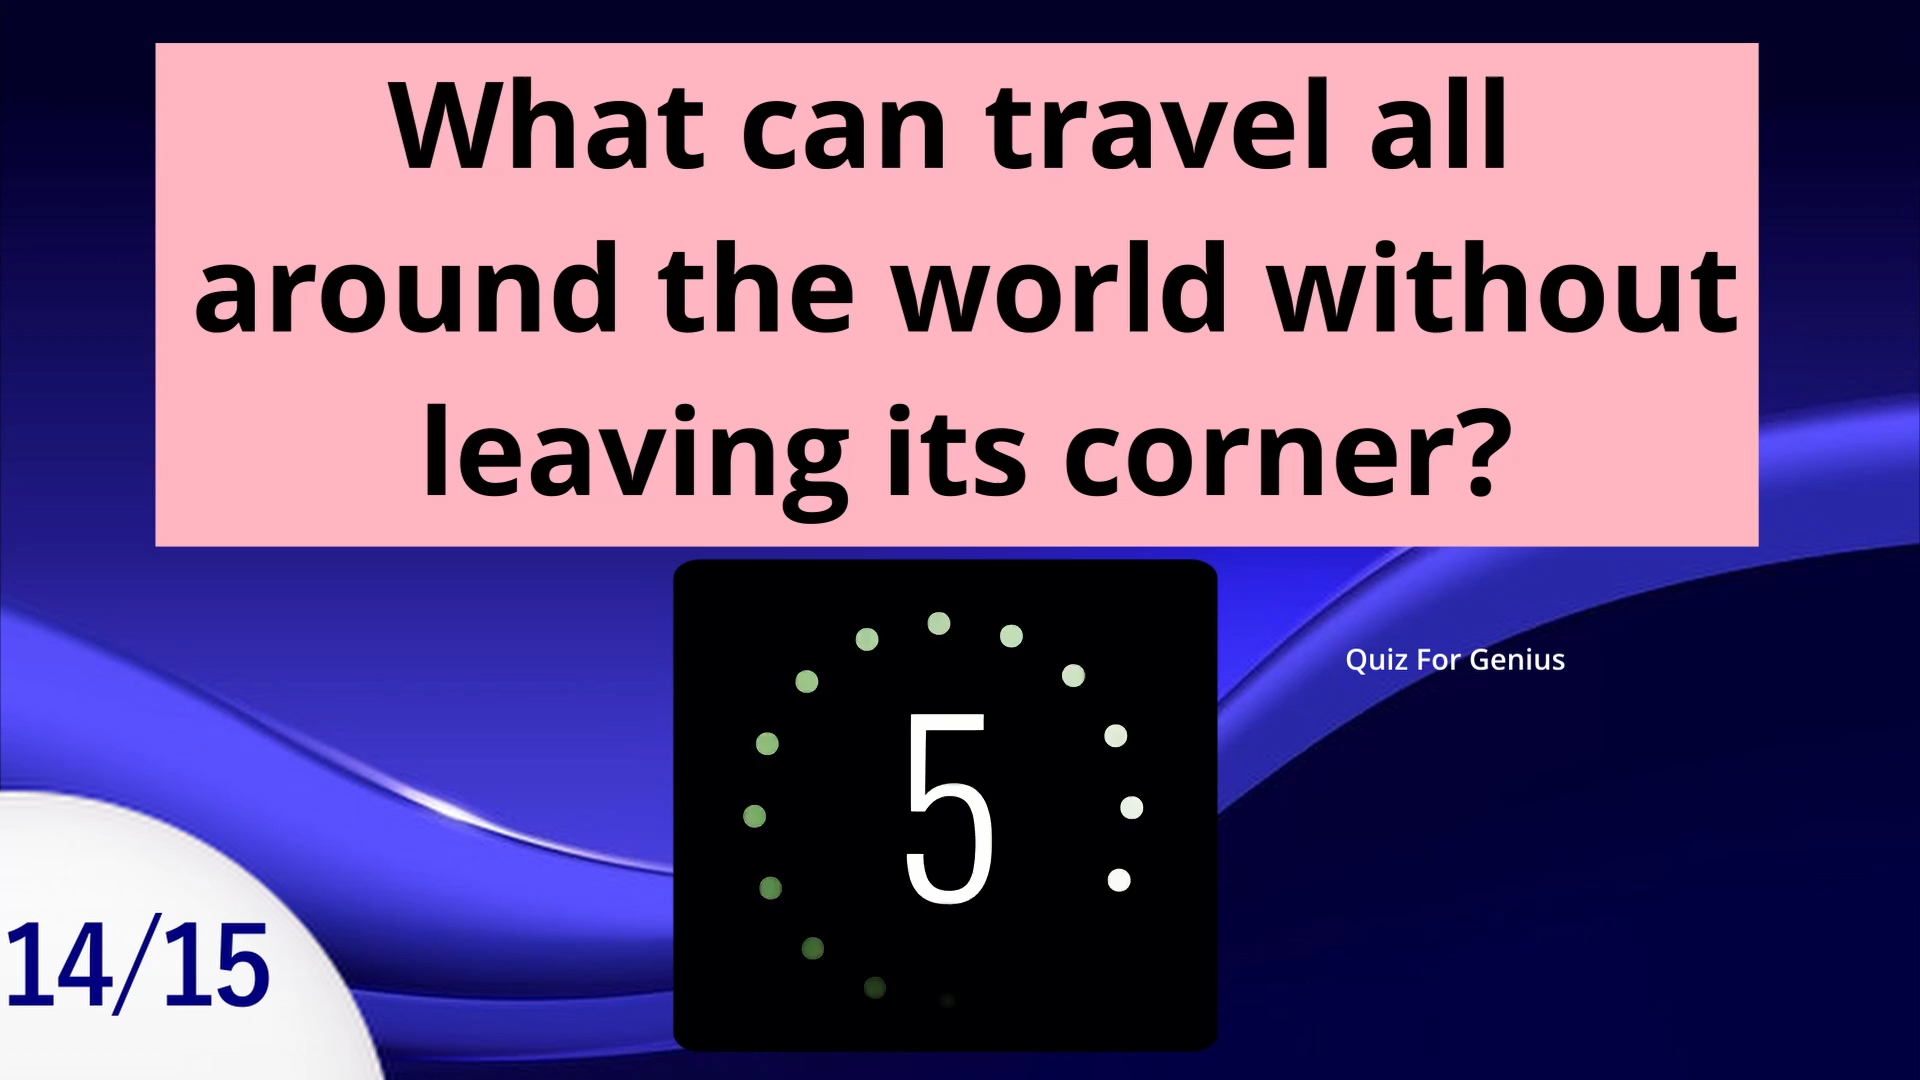 What can travel all
around the world without
leaving its corner?
5
Quiz For Genius
14/15